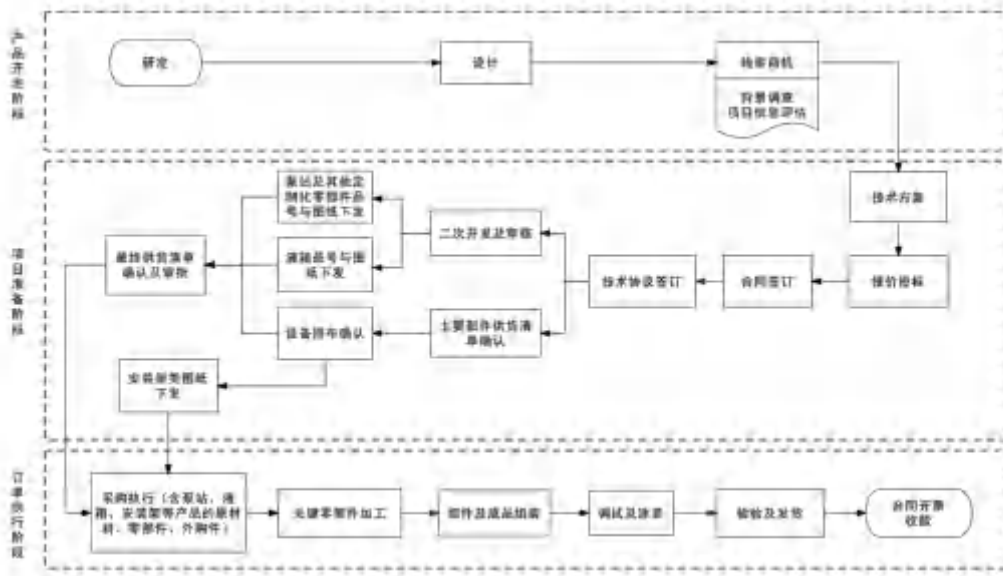 产品开发阶段
研发
设计
线索商机
背景调查
项目信息评估
项目准备阶段
技术方案
报价投标
合同签订
技术协议签订
二次开发及审核
主要部件供货清
单确认
泵站及其他定
制化零部件品
号与图纸下发
液箱品号与图
纸下发
设备排布确认
最终供货清单
确认及审批
安装架类图纸
下发
订单执行阶段
采购执行（含泵站、液
箱、安装架等产品的原材
料、零部件、外购件）
关键零部件加工
部件及成品组装
调试及涂装
检验及发货
合同开票
收款